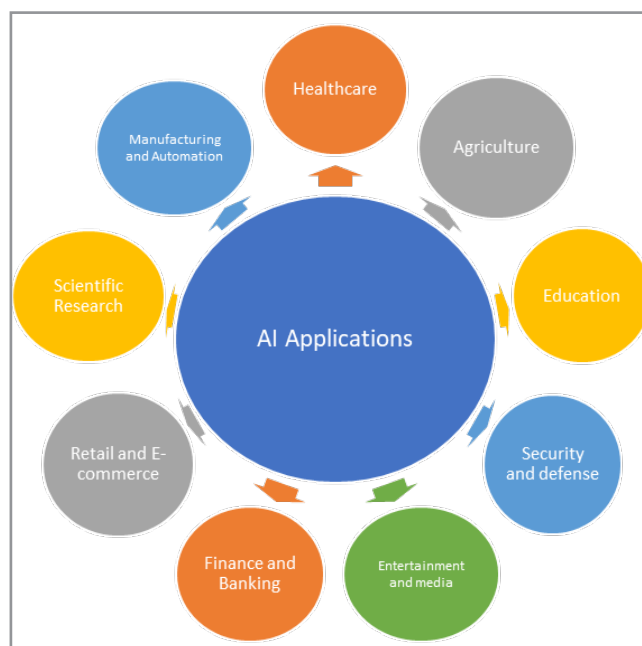 Healthcare
Agriculture
Education
Security
and defense
Entertainment
and media
Finance and
Banking
Retail and E-
commerce
Scientific
Research
Manufacturing
and Automation
AI Applications